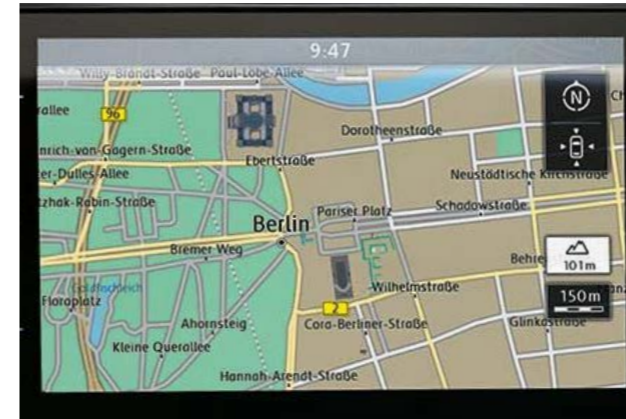 9:47
Willy-Brandt-Straße Paul-Löbe-Allee
rallee
96
N
Ch
Dorotheenstraße
nrich-von-Gagern-Straße
Ebertstraße
er-Dulles-Allee
Neustädtische Kirchstraße
tzhak-Rabin-Straße
Pariser Platz
Schadowstraße
Berlin
Bremer Weg
Behre
101m
Wilhelmstraße
150m
Floraplatz
2
Ahornsteig
Cora-Berliner-Straße
Glinkastraße
Kleine Querallee
Hannah-Arendt-Straße